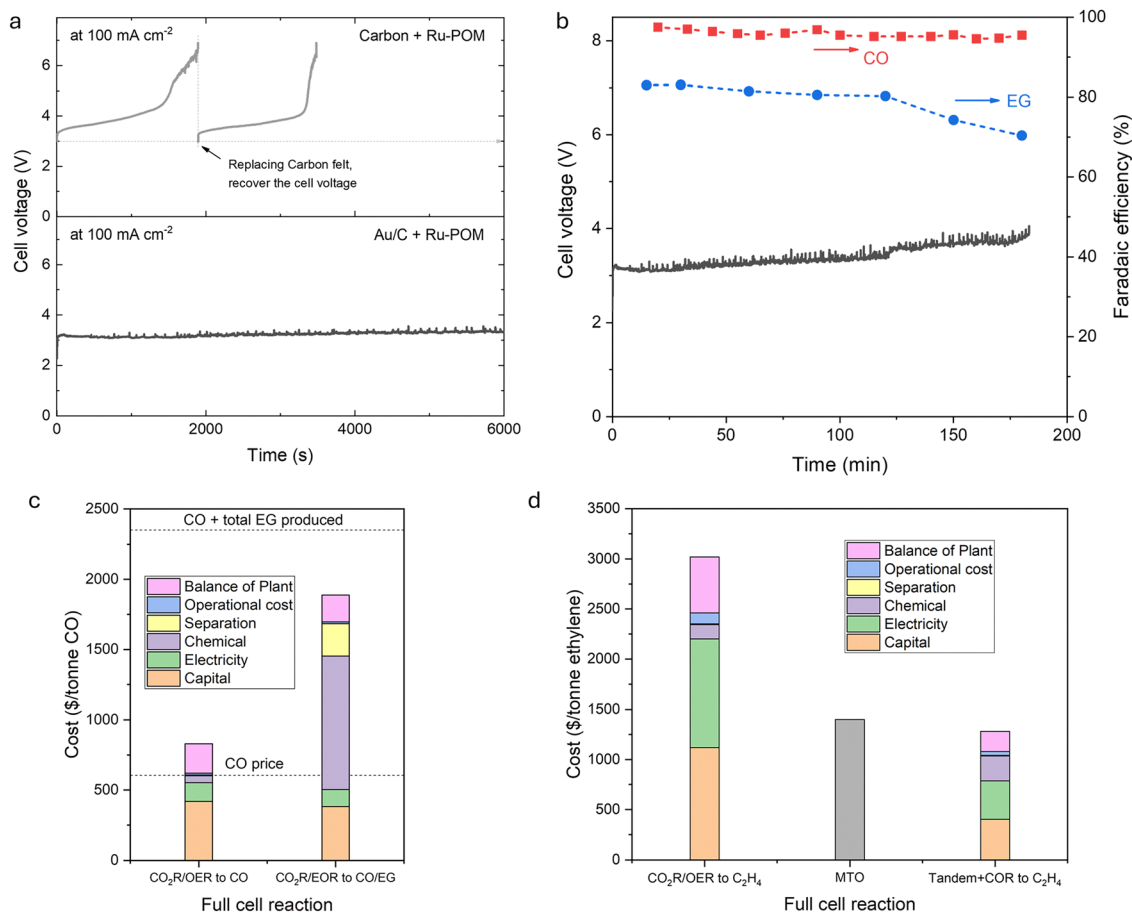 a
at 100 mA cm⁻²
Carbon + Ru-POM
Replacing Carbon felt,
recover the cell voltage
0
2
4
6
at 100 mA cm⁻²
Au/C + Ru-POM
0
2
4
6
8
Cell voltage (V)
0
2000
4000
6000
Time (s)
b
CO
EG
0
2
4
6
8
Cell voltage (V)
0
20
40
60
80
100
Faradaic efficiency (%)
0
50
100
150
200
Time (min)
c
CO + total EG produced
Balance of Plant
Operational cost
Separation
Chemical
Electricity
Capital
CO price
0
500
1000
1500
2000
2500
Cost ($/tonne CO)
CO₂R/OER to CO
CO₂R/EOR to CO/EG
Full cell reaction
d
Balance of Plant
Operational cost
Separation
Chemical
Electricity
Capital
0
500
1000
1500
2000
2500
3000
3500
Cost ($/tonne ethylene)
CO₂R/OER to C₂H₄
MTO
Tandem+COR to C₂H₄
Full cell reaction